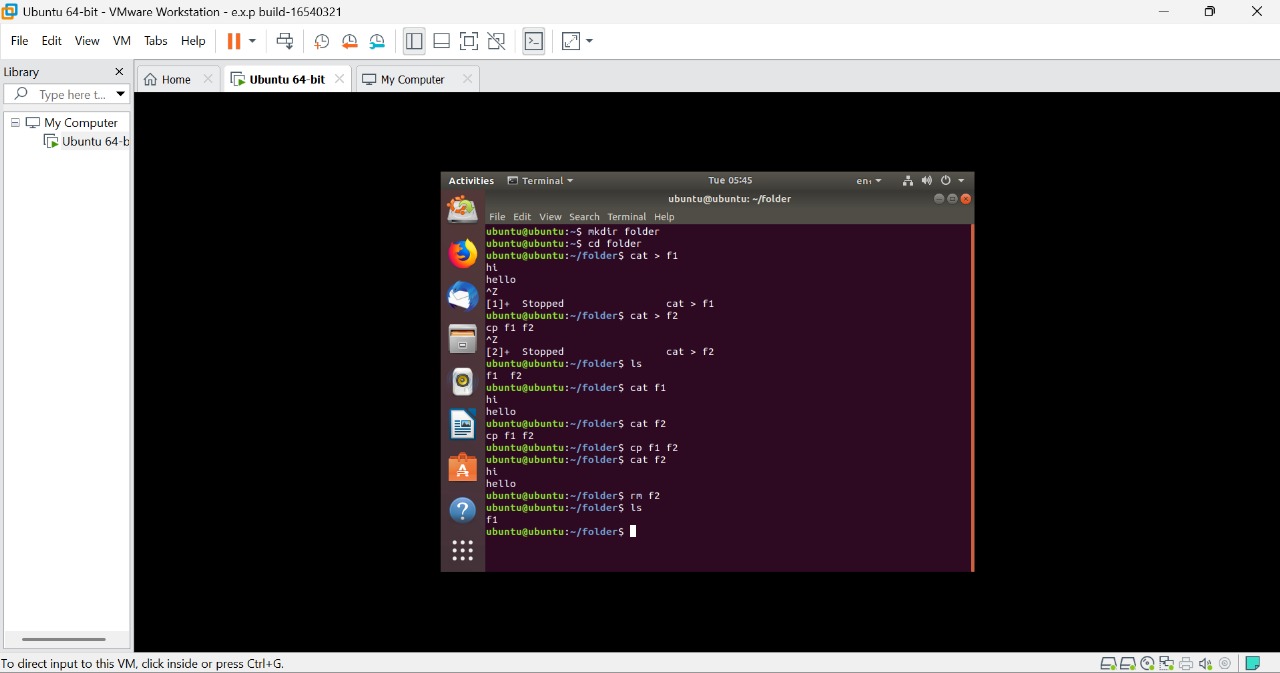 Ubuntu 64-bit - VMware Workstation - e.x.p build-16540321
File Edit View VM Tabs Help
Library
Type here t...
Home
Ubuntu 64-bit
My Computer
My Computer
Ubuntu 64-b
Activities Terminal Tue 05:45 en₁
ubuntu@ubuntu: ~/folder
File Edit View Search Terminal Help
ubuntu@ubuntu:~$ mkdir folder
ubuntu@ubuntu:~$ cd folder
ubuntu@ubuntu:~/folder$ cat > f1
hi
hello
^Z
[1]+  Stopped                 cat > f1
ubuntu@ubuntu:~/folder$ cat > f2
cp f1 f2
^Z
[2]+  Stopped                 cat > f2
ubuntu@ubuntu:~/folder$ ls
f1  f2
ubuntu@ubuntu:~/folder$ cat f1
hi
hello
ubuntu@ubuntu:~/folder$ cat f2
cp f1 f2
ubuntu@ubuntu:~/folder$ cp f1 f2
ubuntu@ubuntu:~/folder$ cat f2
hi
hello
ubuntu@ubuntu:~/folder$ rm f2
ubuntu@ubuntu:~/folder$ ls
f1
ubuntu@ubuntu:~/folder$
To direct input to this VM, click inside or press Ctrl+G.